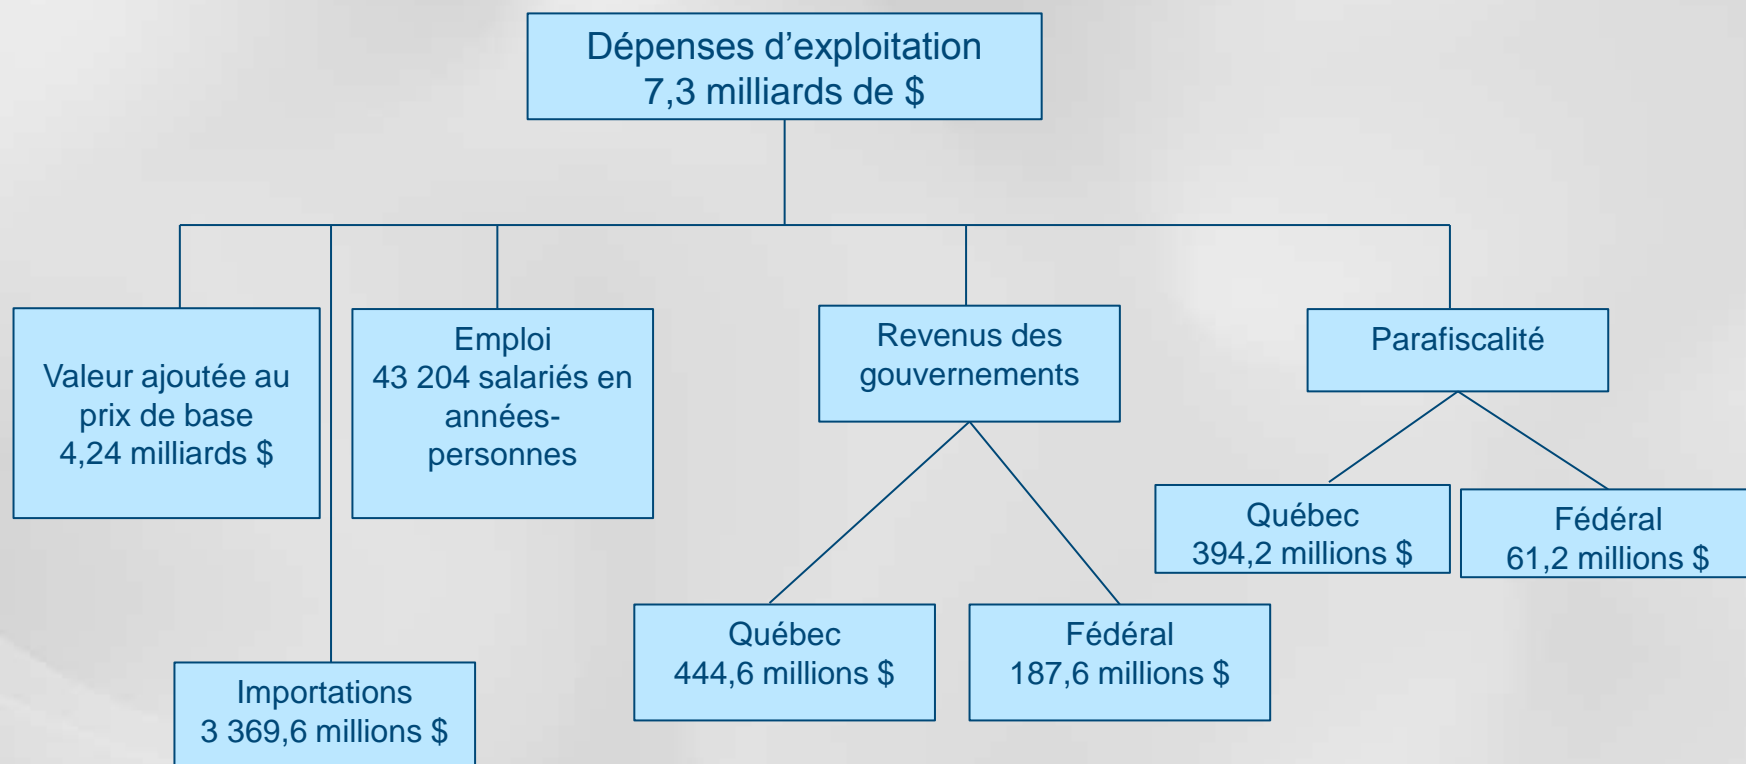 Dépenses d’exploitation
7,3 milliards de $
Valeur ajoutée au
prix de base
4,24 milliards $
Emploi
43 204 salariés en
années-
personnes
Revenus des
gouvernements
Parafiscalité
Québec
394,2 millions $
Fédéral
61,2 millions $
Québec
444,6 millions $
Fédéral
187,6 millions $
Importations
3 369,6 millions $